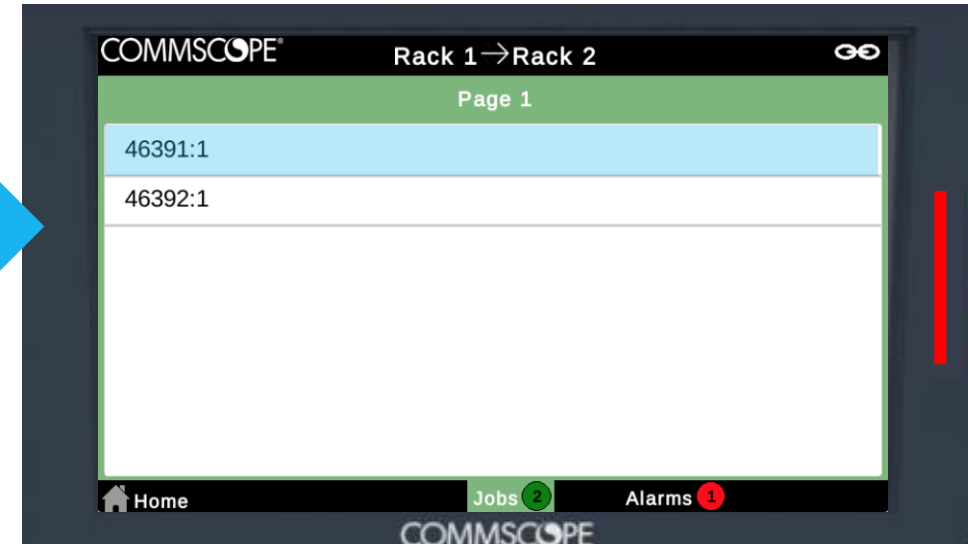 COMMSCOPE® Rack 1→Rack 2
Page 1
46391:1
46392:1
Home Jobs 2 Alarms 1
COMMSCOPE